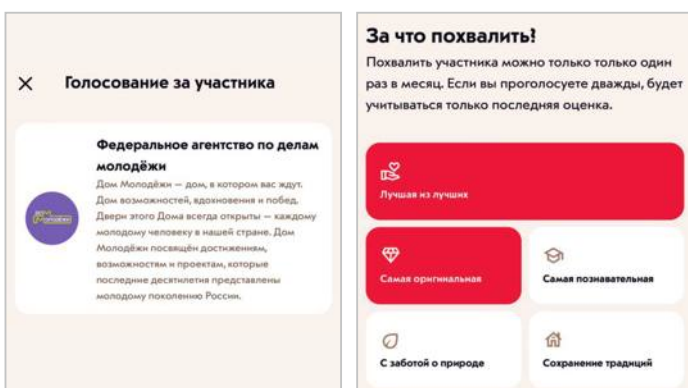 Голосование за участника
Федеральное агентство по делам
молодёжи
Дом Молодёжи — дом, в котором вас ждут.
Дом возможностей, вдохновения и побед.
Двери этого Дома всегда открыты — каждому
молодому человеку в нашей стране. Дом
Молодёжи посвящён достижениям,
возможностям и проектам, которые
последние десятилетия представлены
молодому поколению России.
За что похвалить?
Похвалить участника можно только только один
раз в месяц. Если вы проголосуете дважды, будет
учитываться только последняя оценка.
Лучшая из лучших
Самая оригинальная
Самая познавательная
С заботой о природе
Сохранение традиций